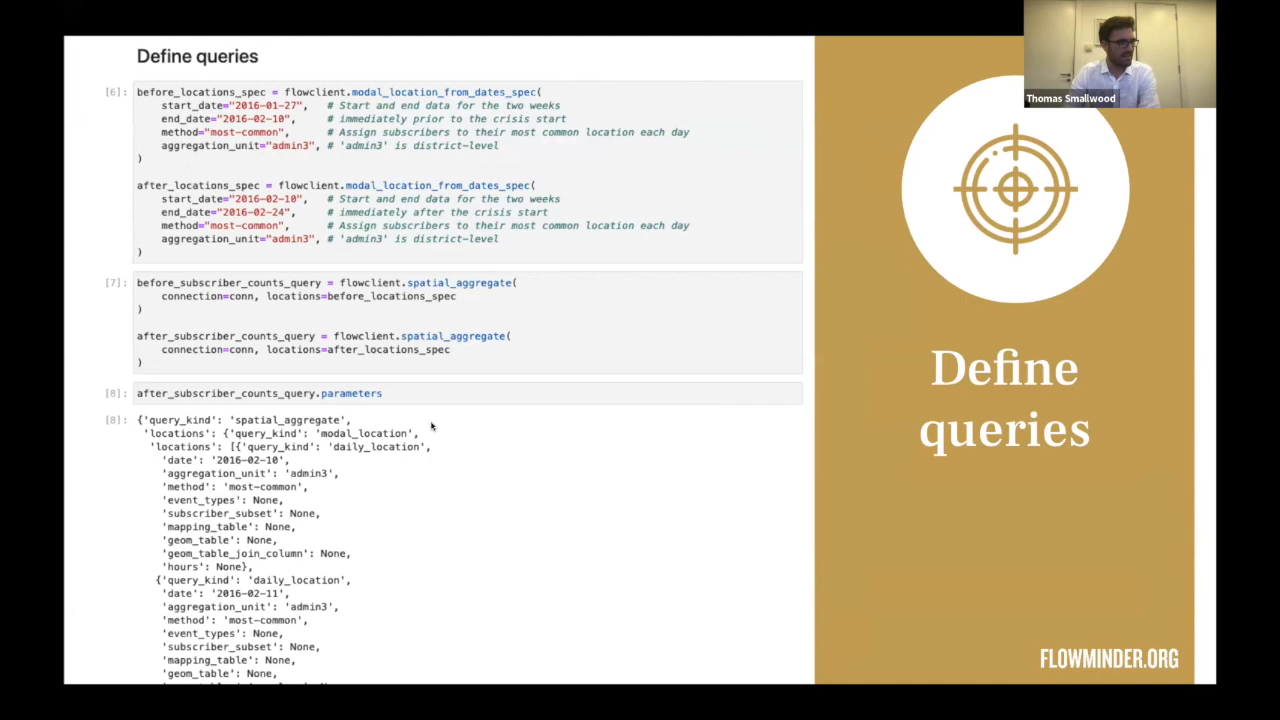 Define queries
[6]: before_locations_spec = flowclient.modal_location_from_dates_spec(
start_date="2016-01-27", # Start and end data for the two weeks
end_date="2016-02-10", # immediately prior to the crisis start
method="most-common", # Assign subscribers to their most common location each day
aggregation_unit="admin3", # 'admin3' is district-level
)
after_locations_spec = flowclient.modal_location_from_dates_spec(
start_date="2016-02-10", # Start and end data for the two weeks
end_date="2016-02-24", # immediately after the crisis start
method="most-common", # Assign subscribers to their most common location each day
aggregation_unit="admin3", # 'admin3' is district-level
)
[7]: before_subscriber_counts_query = flowclient.spatial_aggregate(
connection=conn, locations=before_locations_spec
)
after_subscriber_counts_query = flowclient.spatial_aggregate(
connection=conn, locations=after_locations_spec
)
[8]: after_subscriber_counts_query.parameters
[8]: {'query_kind': 'spatial_aggregate',
'locations': {'query_kind': 'modal_location',
'locations': [{'query_kind': 'daily_location',
'date': '2016-02-10',
'aggregation_unit': 'admin3',
'method': 'most-common',
'event_types': None,
'subscriber_subset': None,
'mapping_table': None,
'geom_table': None,
'geom_table_join_column': None,
'hours': None},
{'query_kind': 'daily_location',
'date': '2016-02-11',
'aggregation_unit': 'admin3',
'method': 'most-common',
'event_types': None,
'subscriber_subset': None,
'mapping_table': None,
'geom_table': None,
Thomas Smallwood
Define
queries
FLOWMINDER.ORG